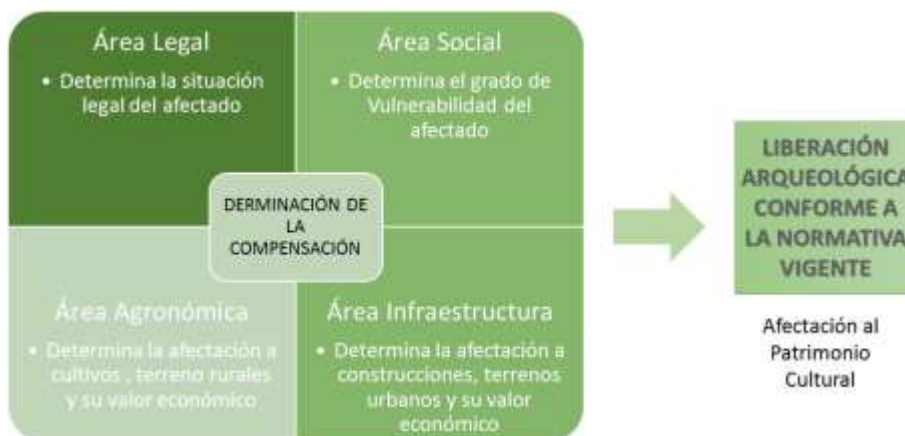 Área Legal
• Determina la situación
legal del afectado
Área Social
• Determina el grado de
Vulnerabilidad del
afectado
DERMINACIÓN DE
LA
COMPENSACIÓN
Área Agronómica
• Determina la afectación a
cultivos , terreno rurales
y su valor económico
Área Infraestructura
• Determina la afectación a
construcciones, terrenos
urbanos y su valor
económico
LIBERACIÓN
ARQUEOLÓGICA
CONFORME A
LA NORMATIVA
VIGENTE
Afectación al
Patrimonio
Cultural